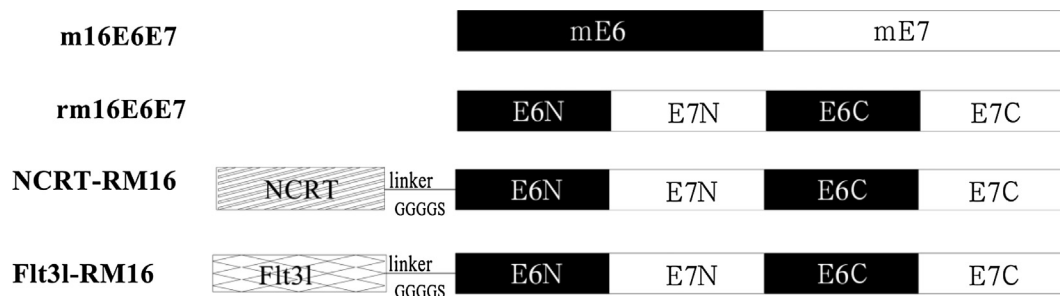 m16E6E7 mE6 mE7
rm16E6E7 E6N E7N E6C E7C
NCRT-RM16 NCRT linker GGGGS E6N E7N E6C E7C
Flt3l-RM16 Flt3l linker GGGGS E6N E7N E6C E7C